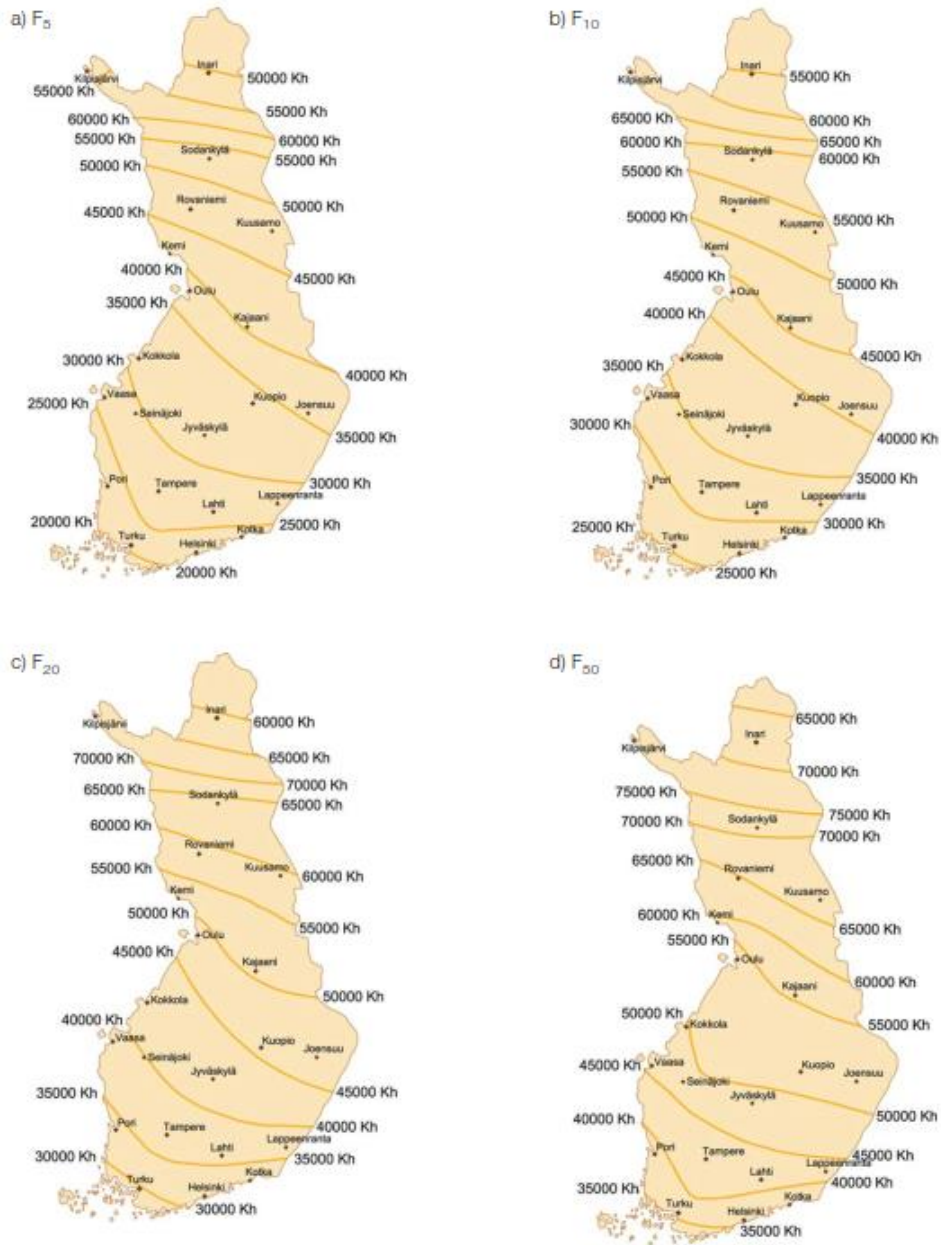 a) F5
Inari
Kilpisjärvi
50000 Kh
55000 Kh
55000 Kh
60000 Kh
60000 Kh
55000 Kh
Sodankylä
55000 Kh
50000 Kh
Rovaniemi
50000 Kh
45000 Kh
Kuusamo
Kemi
40000 Kh
45000 Kh
Oulu
35000 Kh
Kajaani
30000 Kh
Kokkola
40000 Kh
25000 Kh
Vaasa
Seinäjoki
Kuopio
Joensuu
Jyväskylä
35000 Kh
Pori
Tampere
30000 Kh
Lappeenranta
Lahti
20000 Kh
25000 Kh
Turku
Kotka
Helsinki
20000 Kh
b) F10
Inari
Kilpisjärvi
55000 Kh
60000 Kh
65000 Kh
65000 Kh
60000 Kh
60000 Kh
Sodankylä
55000 Kh
Rovaniemi
50000 Kh
55000 Kh
Kuusamo
Kemi
45000 Kh
50000 Kh
Oulu
40000 Kh
Kajaani
45000 Kh
35000 Kh
Kokkola
Vaasa
30000 Kh
Seinäjoki
Kuopio
Joensuu
Jyväskylä
40000 Kh
Pori
Tampere
35000 Kh
Lappeenranta
Lahti
25000 Kh
30000 Kh
Turku
Kotka
Helsinki
25000 Kh
c) F20
Inari
Kilpisjärvi
60000 Kh
70000 Kh
65000 Kh
65000 Kh
70000 Kh
Sodankylä
65000 Kh
60000 Kh
Rovaniemi
55000 Kh
Kuusamo
60000 Kh
Kemi
50000 Kh
55000 Kh
Oulu
45000 Kh
Kajaani
50000 Kh
Kokkola
40000 Kh
Vaasa
Seinäjoki
Kuopio
Joensuu
Jyväskylä
35000 Kh
45000 Kh
Pori
Tampere
40000 Kh
Lappeenranta
Lahti
35000 Kh
30000 Kh
Kotka
Turku
Helsinki
30000 Kh
d) F50
65000 Kh
Inari
Kilpisjärvi
70000 Kh
75000 Kh
75000 Kh
70000 Kh
Sodankylä
70000 Kh
65000 Kh
Rovaniemi
Kuusamo
60000 Kh
Kemi
65000 Kh
55000 Kh
Oulu
60000 Kh
Kajaani
50000 Kh
Kokkola
55000 Kh
45000 Kh
Vaasa
Seinäjoki
Kuopio
Joensuu
Jyväskylä
40000 Kh
50000 Kh
Pori
Tampere
45000 Kh
Lappeenranta
Lahti
40000 Kh
35000 Kh
Kotka
Turku
Helsinki
35000 Kh